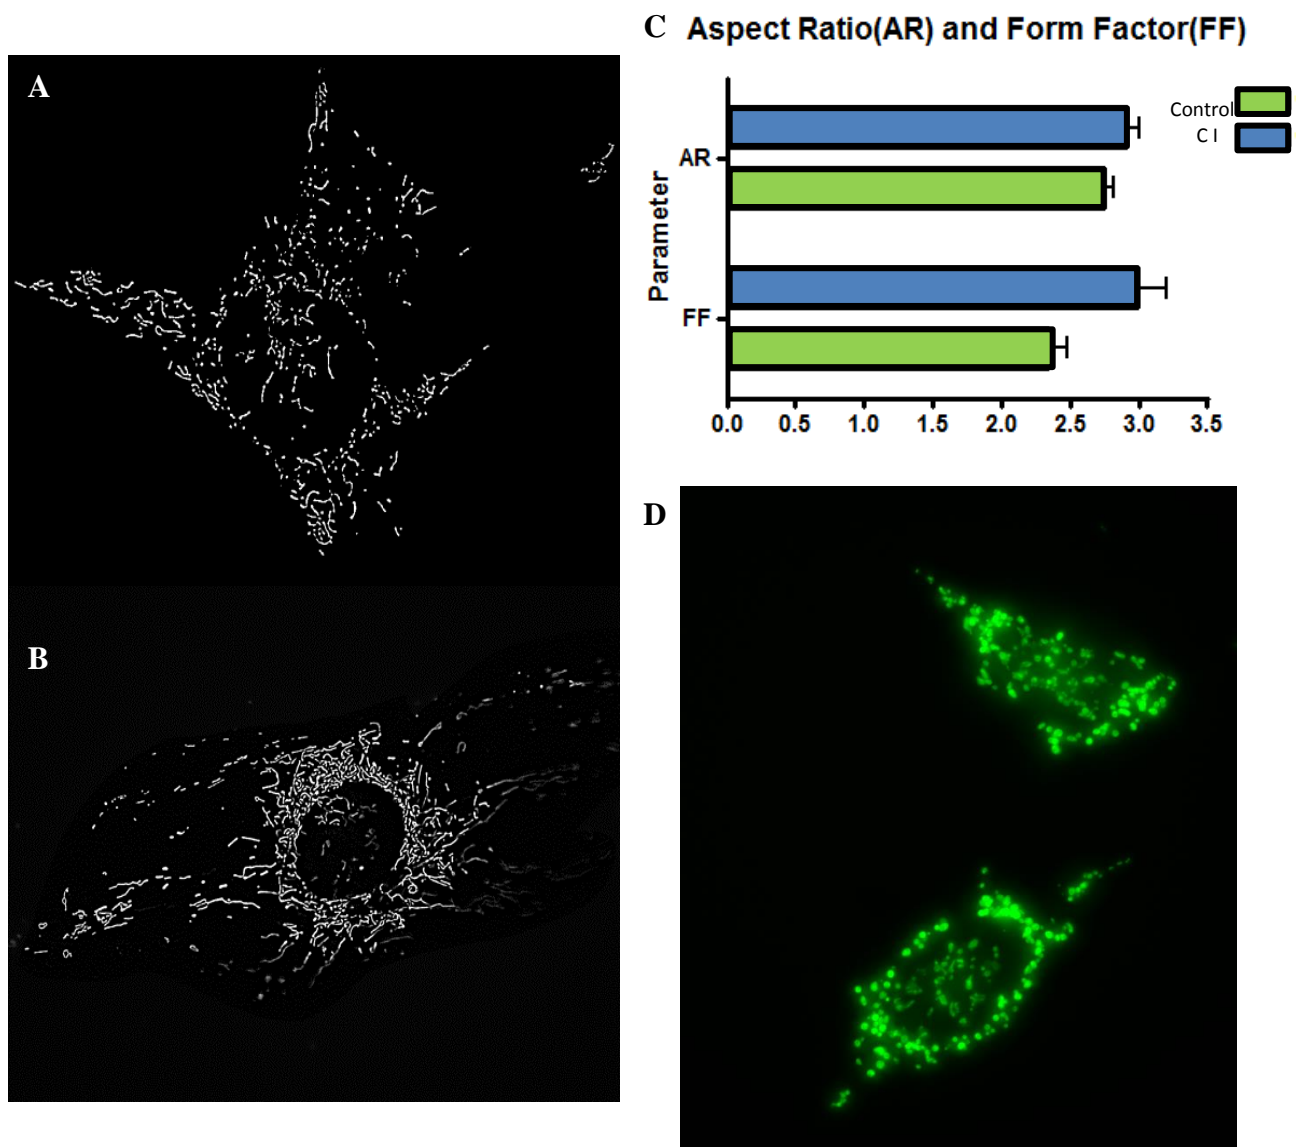 C Aspect Ratio(AR) and Form Factor(FF)
A
Control
C I
AR
Parameter
FF
0.0 0.5 1.0 1.5 2.0 2.5 3.0 3.5
D
B